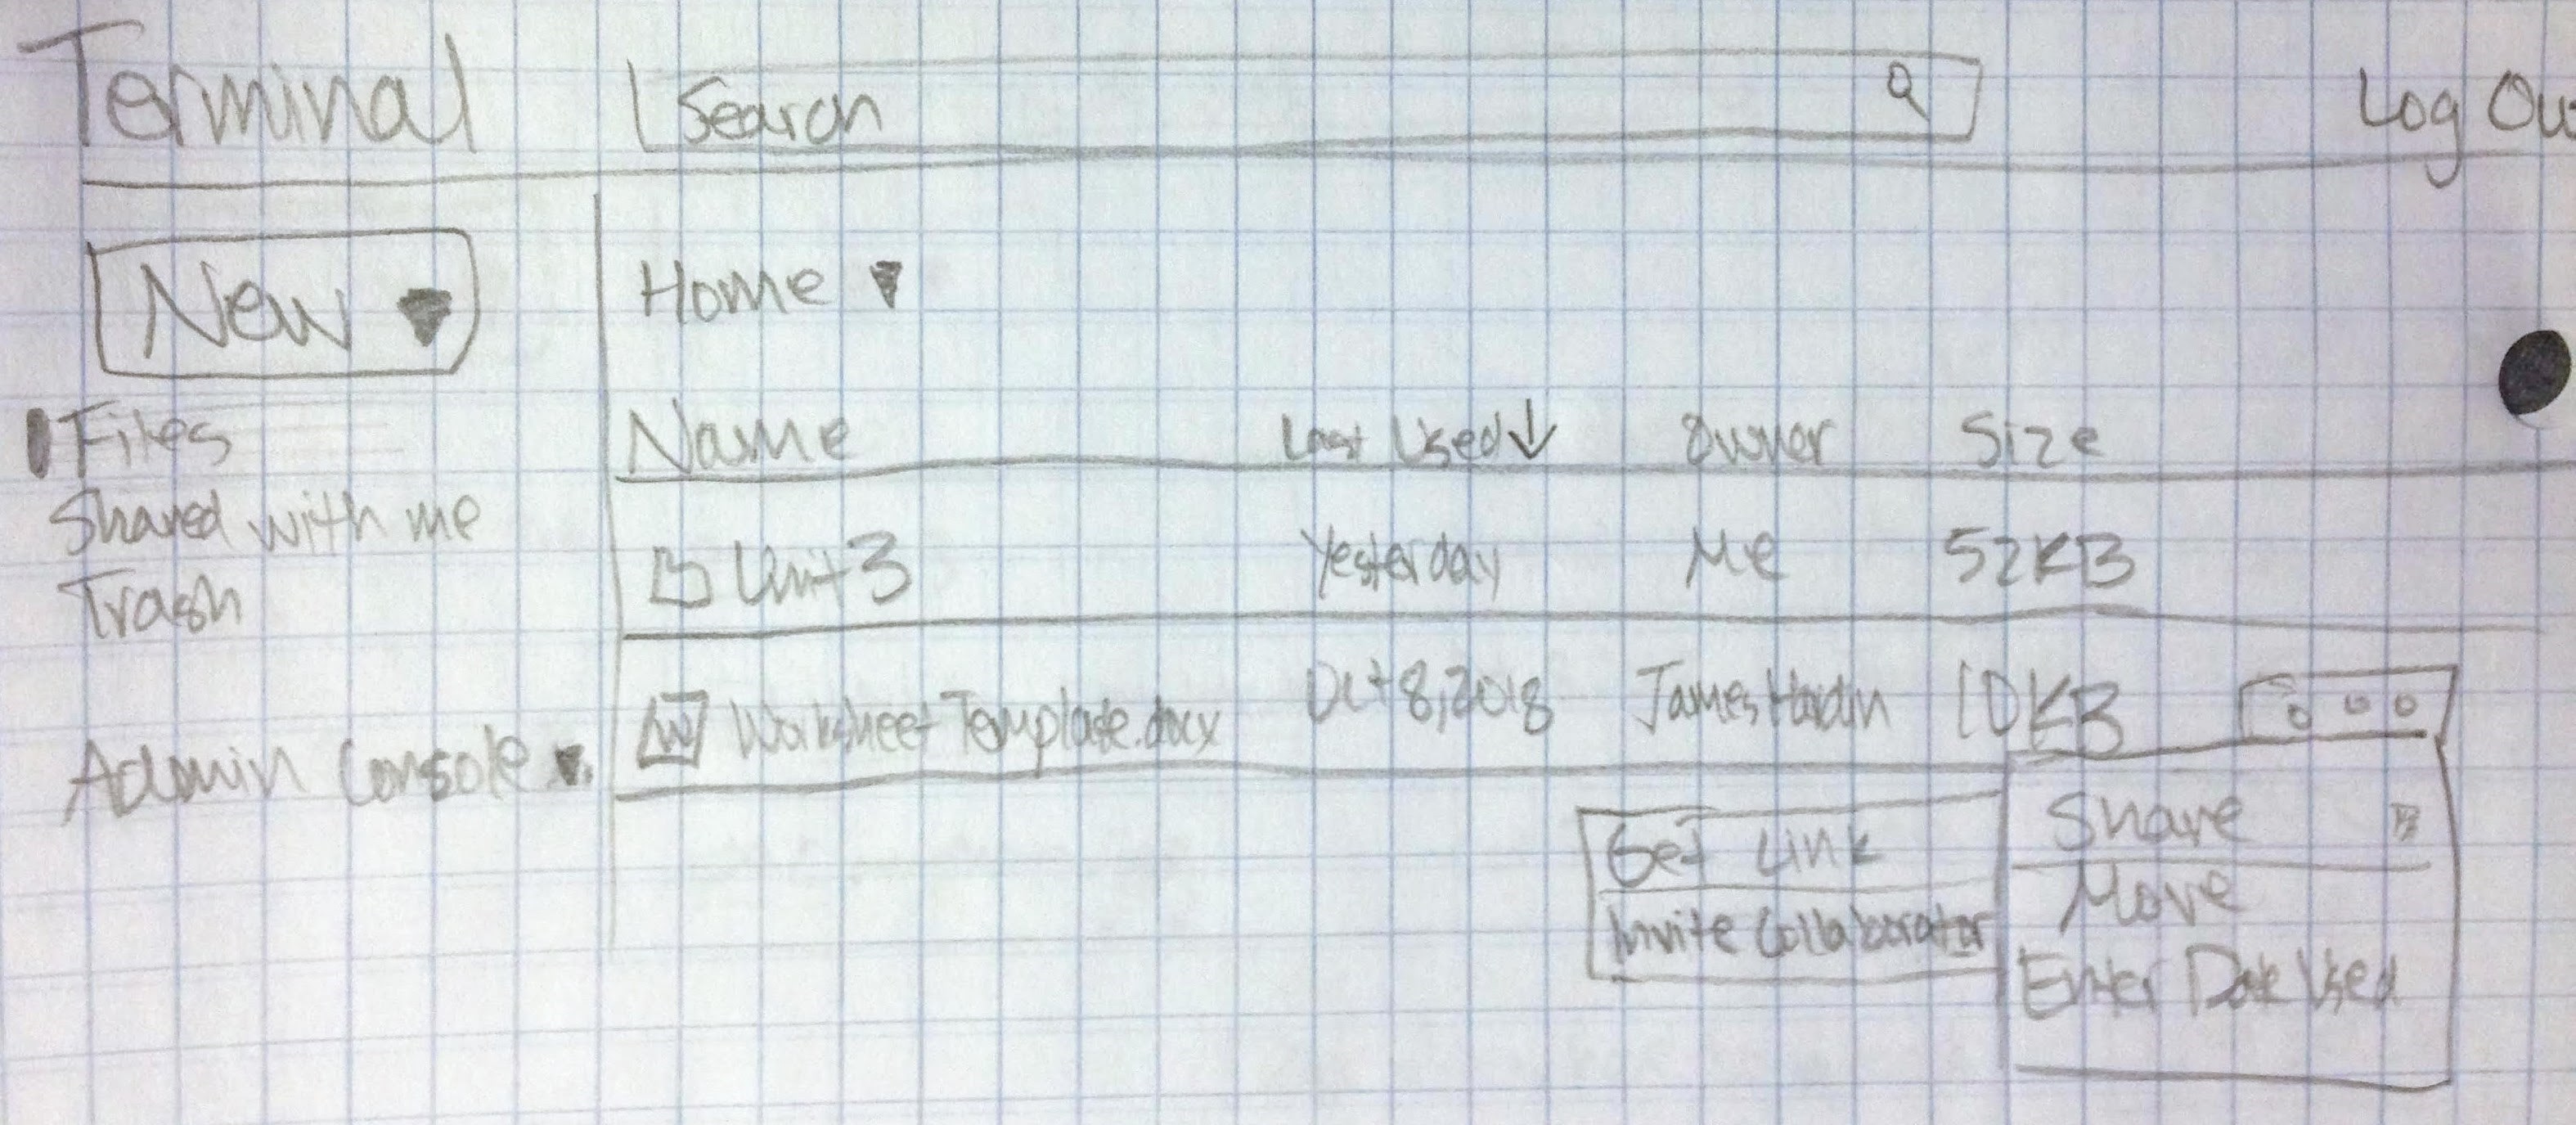 Terminal
Search
Log Ou
New
Home
Files
Name Last Used Owner Size
Shared with me
Unit 3 Yesterday Me 52KB
Trash
W Worksheet Template.docx Oct 8, 2018 James Hardin 10 KB
Admin Console
Get Link
Share
Move
Invite Collaborator
Enter Date Used